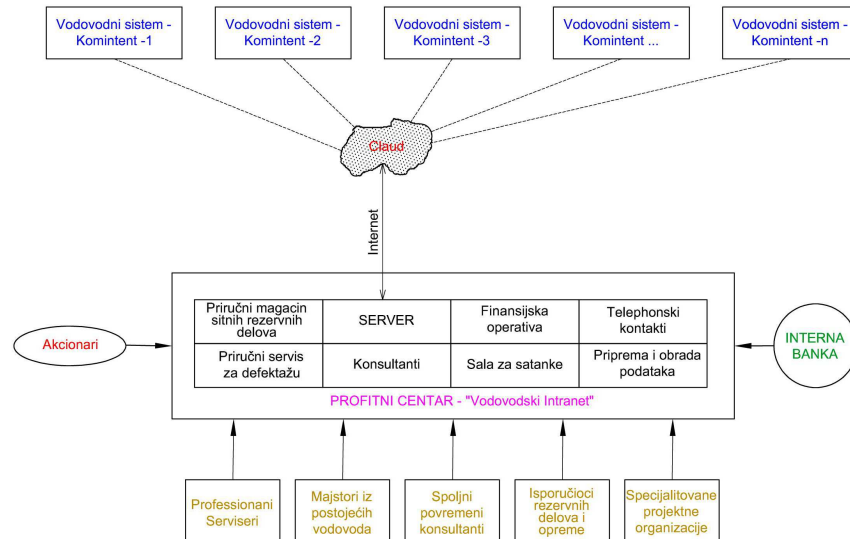 Vodovodni sistem -
Komintent -1
Vodovodni sistem -
Komintent -2
Vodovodni sistem -
Komintent -3
Vodovodni sistem -
Komintent ...
Vodovodni sistem -
Komintent -n
Claud
Internet
Priručni magacin
sitnih rezervnih
delova
SERVER
Finansijska
operativa
Telephonski
kontakti
Priručni servis
za defektažu
Konsultanti
Sala za satanke
Priprema i obrada
podataka
PROFITNI CENTAR - "Vodovodski Intranet"
Akcionari
INTERNA
BANKA
Professionani
Serviseri
Majstori iz
postojećih
vodovoda
Spoljni
povremeni
konsultanti
Isporučioci
rezervnih
delova i
opreme
Specijalitovane
projektne
organizacije